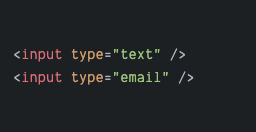 <input type="text" />
<input type="email" />